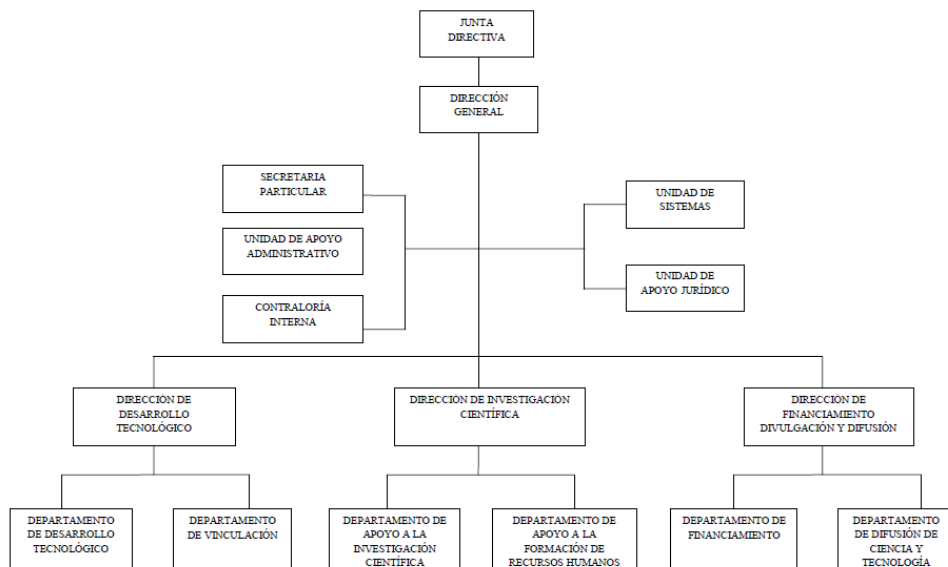 JUNTA
DIRECTIVA
DIRECCIÓN
GENERAL
SECRETARIA
PARTICULAR
UNIDAD DE APOYO
ADMINISTRATIVO
CONTRALORÍA
INTERNA
UNIDAD DE
SISTEMAS
UNIDAD DE
APOYO JURÍDICO
DIRECCIÓN DE
DESARROLLO
TECNOLÓGICO
DIRECCIÓN DE INVESTIGACIÓN
CIENTÍFICA
DIRECCIÓN DE
FINANCIAMIENTO
DIVULGACIÓN Y DIFUSIÓN
DEPARTAMENTO
DE DESARROLLO
TECNOLÓGICO
DEPARTAMENTO
DE VINCULACIÓN
DEPARTAMENTO DE
APOYO A LA
INVESTIGACIÓN
CIENTÍFICA
DEPARTAMENTO DE
APOYO A LA
FORMACIÓN DE
RECURSOS HUMANOS
DEPARTAMENTO DE
FINANCIAMIENTO
DEPARTAMENTO
DE DIFUSIÓN DE
CIENCIA Y
TECNOLOGÍA